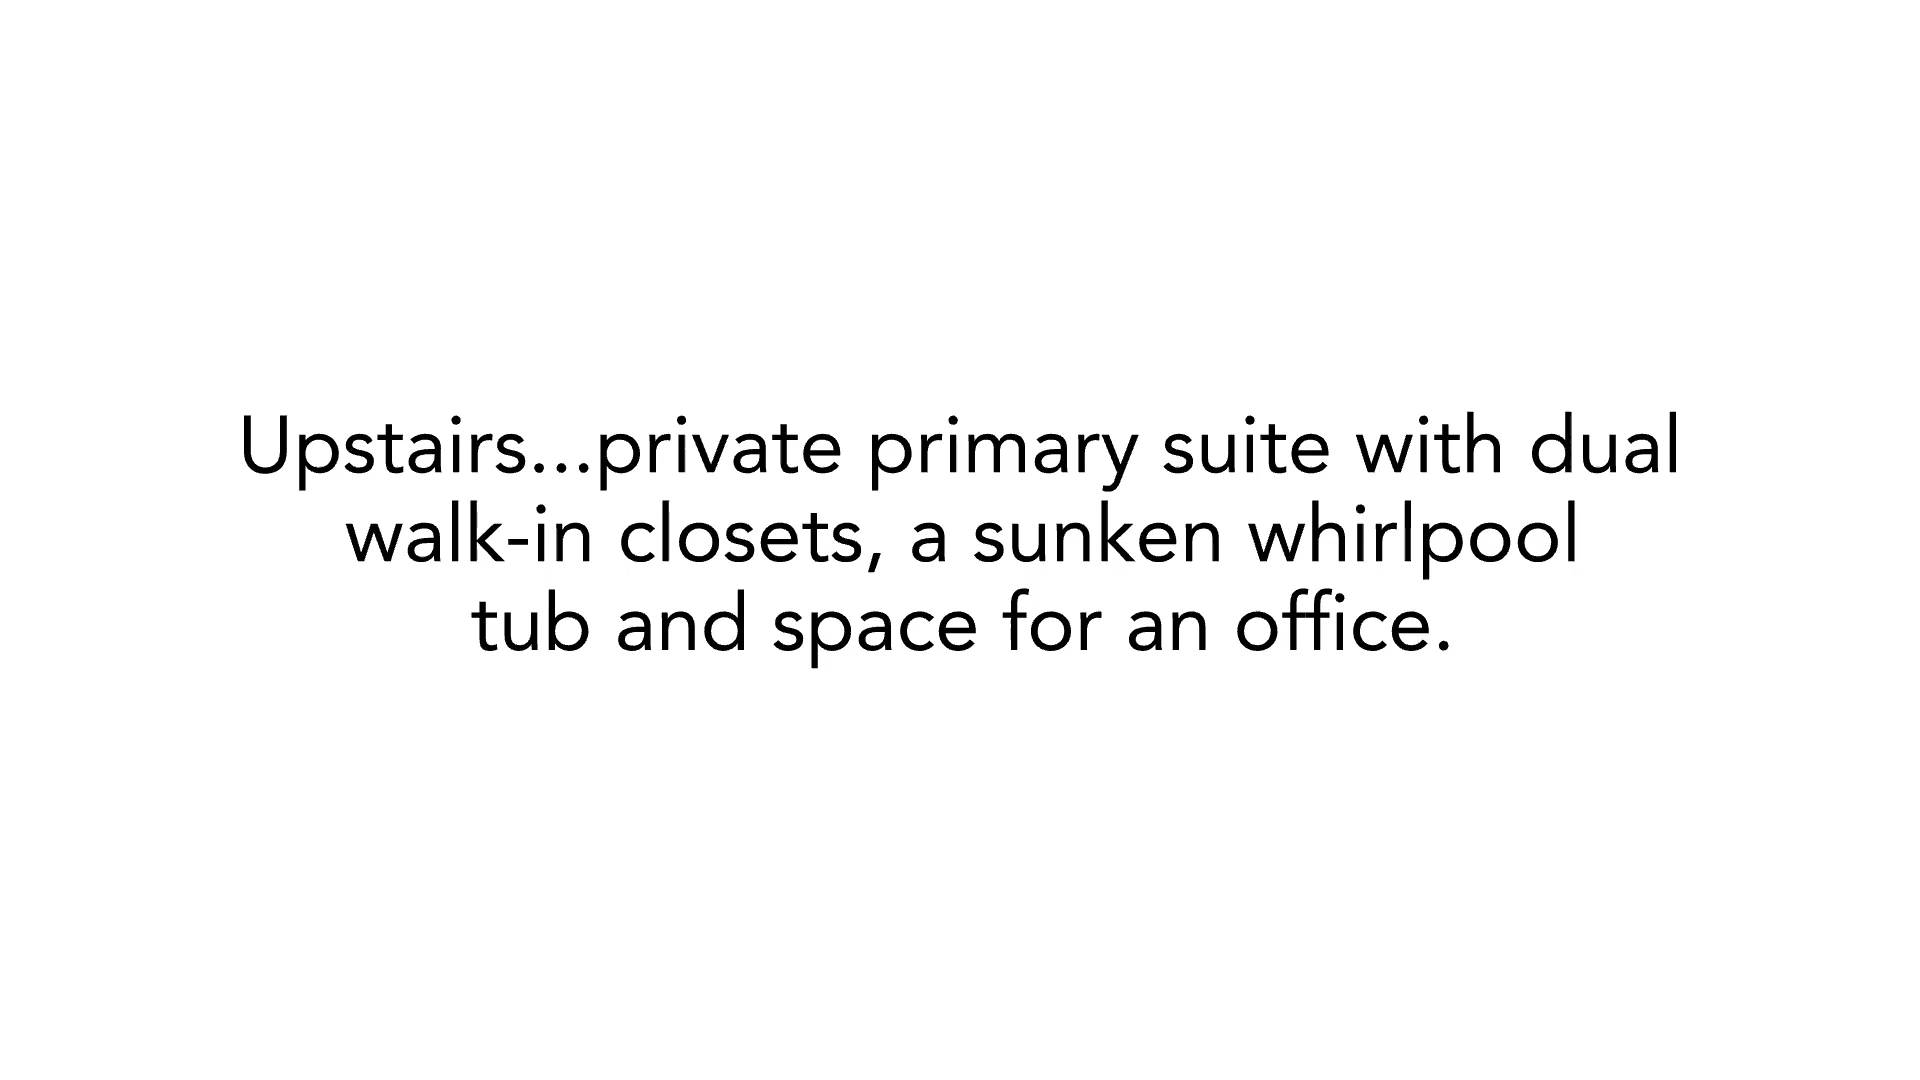 Upstairs...private primary suite with dual
walk-in closets, a sunken whirlpool
tub and space for an office.